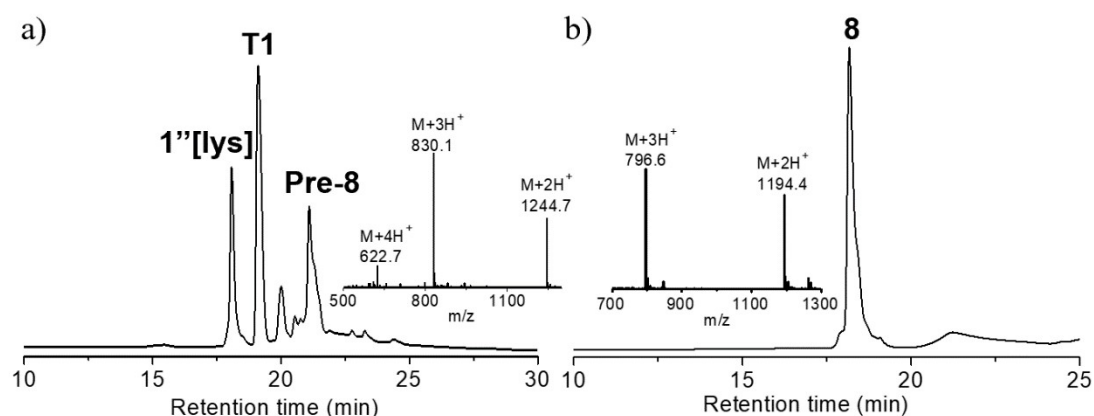 a)
T1
1’’[lys]
Pre-8
M+3H+
830.1
M+2H+
1244.7
M+4H+
622.7
500 800 1100
m/z
10 15 20 25 30
Retention time (min)
b)
8
M+3H+
796.6
M+2H+
1194.4
700 900 1100 1300
m/z
10 15 20 25
Retention time (min)